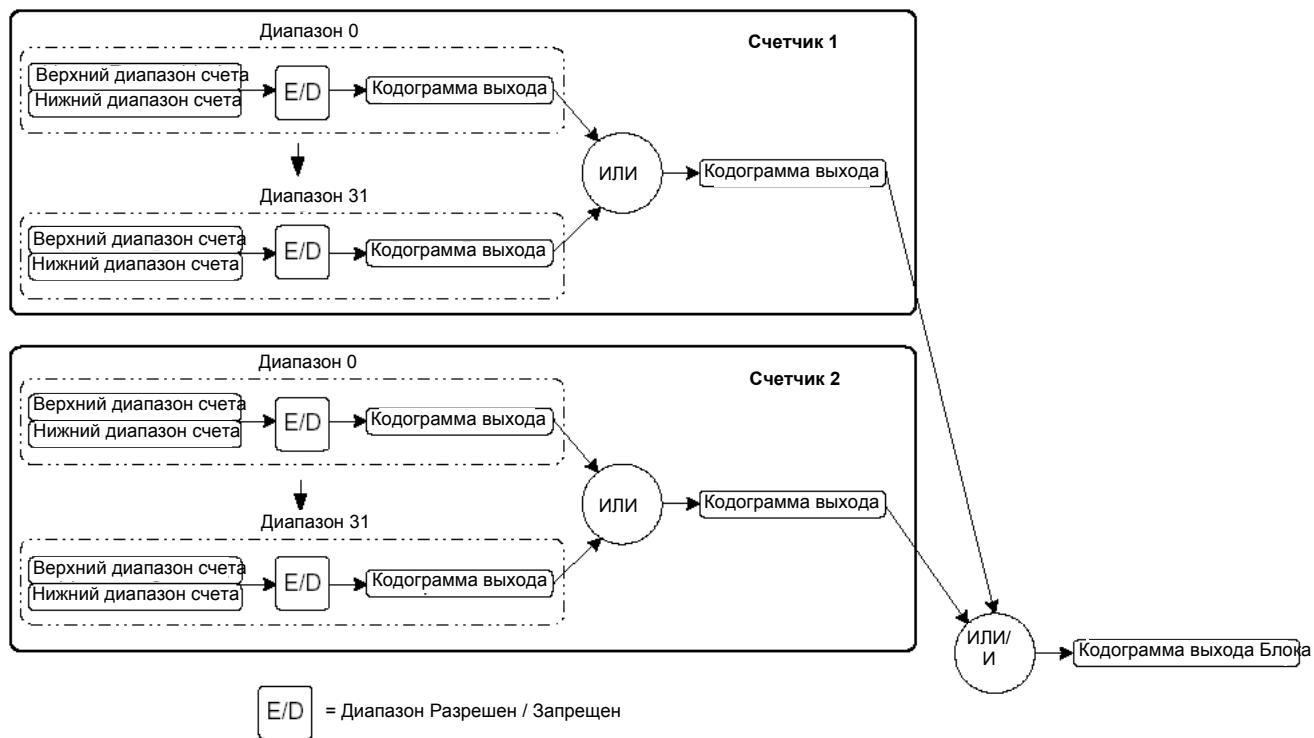 Диапазон 0
Счетчик 1
Верхний диапазон счета
Нижний диапазон счета
E/D
Кодограмма выхода
ИЛИ
Кодограмма выхода
Диапазон 31
Верхний диапазон счета
Нижний диапазон счета
E/D
Кодограмма выхода
Диапазон 0
Счетчик 2
Верхний диапазон счета
Нижний диапазон счета
E/D
Кодограмма выхода
ИЛИ
Кодограмма выхода
Диапазон 31
Верхний диапазон счета
Нижний диапазон счета
E/D
Кодограмма выхода
ИЛИ/
И
Кодограмма выхода Блока
E/D = Диапазон Разрешен / Запрещен